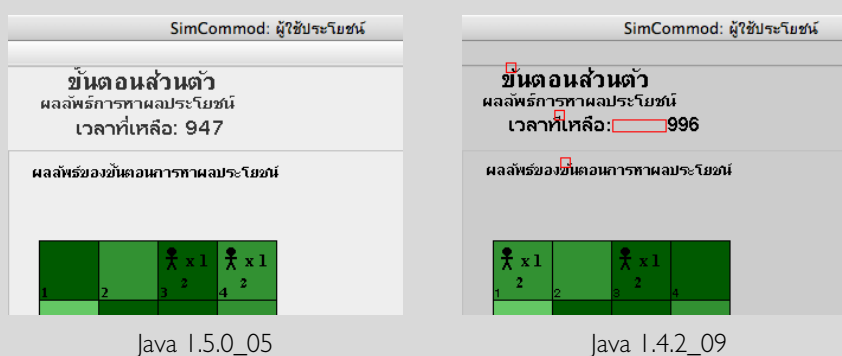 SimCommod: ผู้ใช้ประโยชน์
ขั้นตอนส่วนตัว
ผลลัพธ์การหาผลประโยชน์
เวลาที่เหลือ: 947
ผลลัพธ์ของขั้นตอนการหาผลประโยชน์
x 1 x 1
2 2
1 2 3 4
Java 1.5.0_05
SimCommod: ผู้ใช้ประโยชน์
ขั้นตอนส่วนตัว
ผลลัพธ์การหาผลประโยชน์
เวลาที่เหลือ: 996
ผลลัพธ์ของขั้นตอนการหาผลประโยชน์
x 1 x 1
2 2
1 2 3 4
Java 1.4.2_09